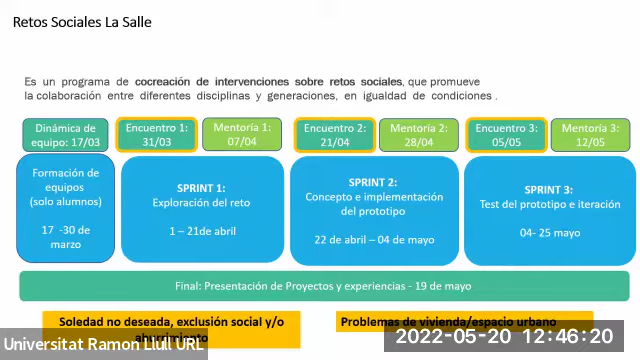 Retos Sociales La Salle
Es un programa de cocreación de intervenciones sobre retos sociales, que promueve
la colaboración entre diferentes disciplinas y generaciones, en igualdad de condiciones .
Dinámica de
equipo: 17/03
Encuentro 1:
31/03
Mentoría 1:
07/04
Encuentro 2:
21/04
Mentoría 2:
28/04
Encuentro 3:
05/05
Mentoría 3:
12/05
Formación de
equipos
(solo alumnos)
17 -30 de
marzo
SPRINT 1:
Exploración del reto
1 – 21de abril
SPRINT 2:
Concepto e implementación
del prototipo
22 de abril – 04 de mayo
SPRINT 3:
Test del prototipo e iteración
04- 25 mayo
Final: Presentación de Proyectos y experiencias - 19 de mayo
Soledad no deseada, exclusión social y/o
aburrimiento
Problemas de vivienda/espacio urbano
Universitat Ramon Llull URL
2022-05-20 12:46:20